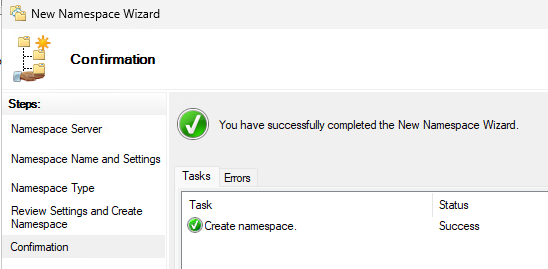 New Namespace Wizard
Confirmation
Steps:
Namespace Server
Namespace Name and Settings
Namespace Type
Review Settings and Create
Namespace
Confirmation
You have successfully completed the New Namespace Wizard.
Tasks Errors
Task Status
Create namespace. Success